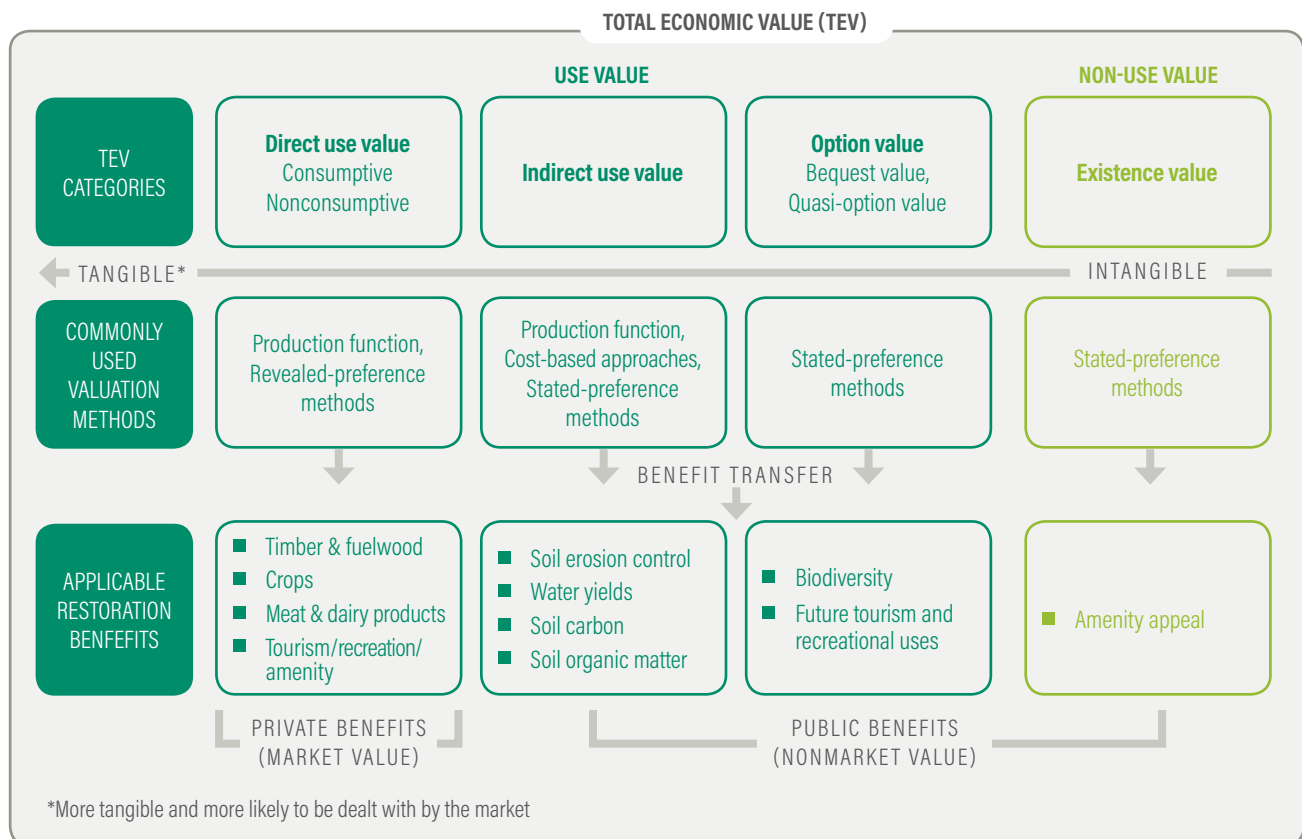 TOTAL ECONOMIC VALUE (TEV)
USE VALUE
NON-USE VALUE
TEV
CATEGORIES
Direct use value
Consumptive
Nonconsumptive
Indirect use value
Option value
Bequest value,
Quasi-option value
Existence value
TANGIBLE*
INTANGIBLE
COMMONLY
USED
VALUATION
METHODS
Production function,
Revealed-preference
methods
Production function,
Cost-based approaches,
Stated-preference
methods
Stated-preference
methods
Stated-preference
methods
BENEFIT TRANSFER
APPLICABLE
RESTORATION
BENFEFITS
Timber & fuelwood
Crops
Meat & dairy products
Tourism/recreation/
amenity
Soil erosion control
Water yields
Soil carbon
Soil organic matter
Biodiversity
Future tourism and
recreational uses
Amenity appeal
PRIVATE BENEFITS
(MARKET VALUE)
PUBLIC BENEFITS
(NONMARKET VALUE)
*More tangible and more likely to be dealt with by the market